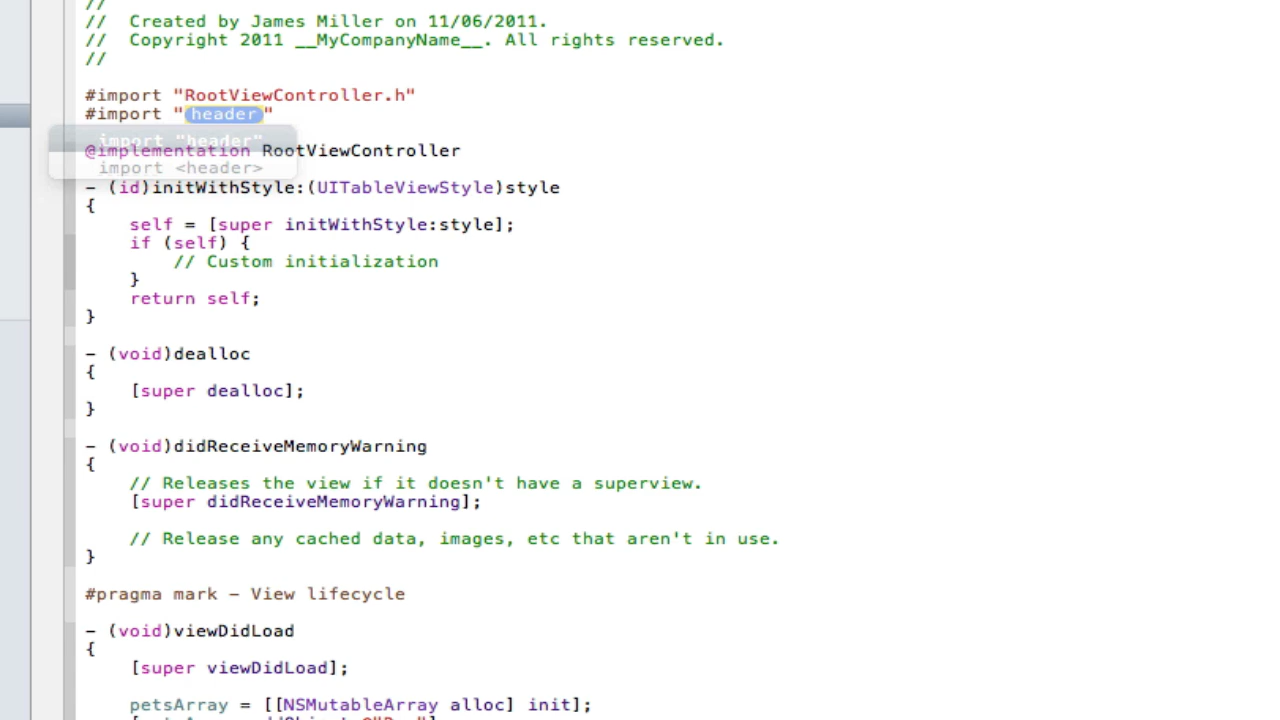 //
//  Created by James Miller on 11/06/2011.
//  Copyright 2011 __MyCompanyName__. All rights reserved.
//
#import "RootViewController.h"
#import "header"
import "header"
@implementation RootViewController
import <header>
- (id)initWithStyle:(UITableViewStyle)style
{
    self = [super initWithStyle:style];
    if (self) {
        // Custom initialization
    }
    return self;
}
- (void)dealloc
{
    [super dealloc];
}
- (void)didReceiveMemoryWarning
{
    // Releases the view if it doesn't have a superview.
    [super didReceiveMemoryWarning];
    // Release any cached data, images, etc that aren't in use.
}
#pragma mark - View lifecycle
- (void)viewDidLoad
{
    [super viewDidLoad];
    petsArray = [[NSMutableArray alloc] init];